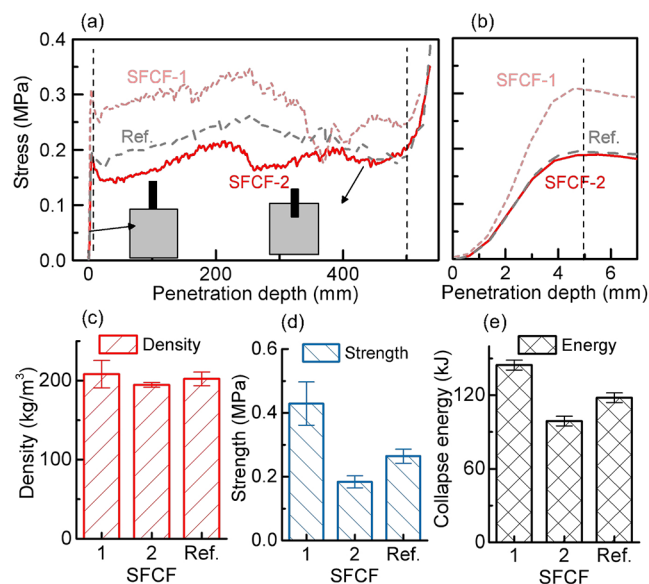 (a)
(b)
0.4
0.3
0.2
0.1
0.0
Stress (MPa)
SFCF-1
Ref.
SFCF-2
0
200
400
Penetration depth (mm)
SFCF-1
Ref.
SFCF-2
0
2
4
6
Penetration depth (mm)
(c)
Density
200
100
0
Density (kg/m³)
1
2
Ref.
SFCF
(d)
Strength
0.6
0.4
0.2
0.0
Strength (MPa)
1
2
Ref.
SFCF
(e)
Energy
120
60
0
Collapse energy (kJ)
1
2
Ref.
SFCF